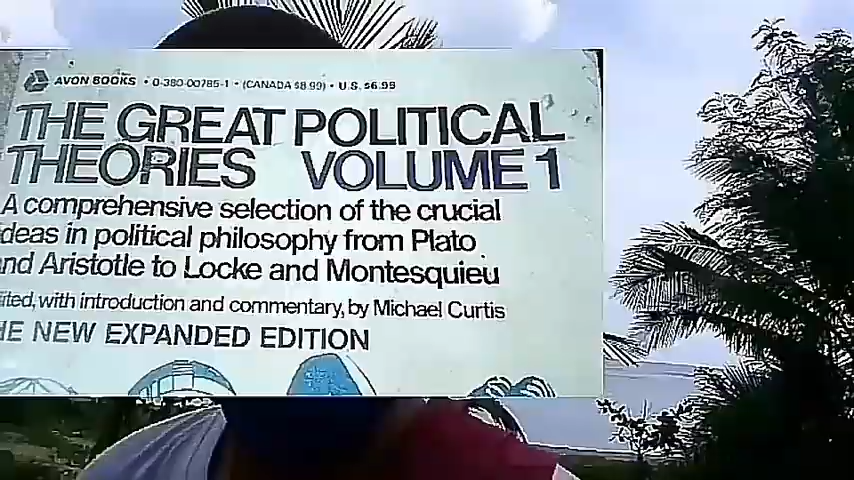 AVON BOOKS • 0-380-00785-1 • (CANADA $8.99) • U.S. $6.99
THE GREAT POLITICAL
THEORIES VOLUME 1
A comprehensive selection of the crucial
deas in political philosophy from Plato
nd Aristotle to Locke and Montesquieu
ited, with introduction and commentary, by Michael Curtis
HE NEW EXPANDED EDITION